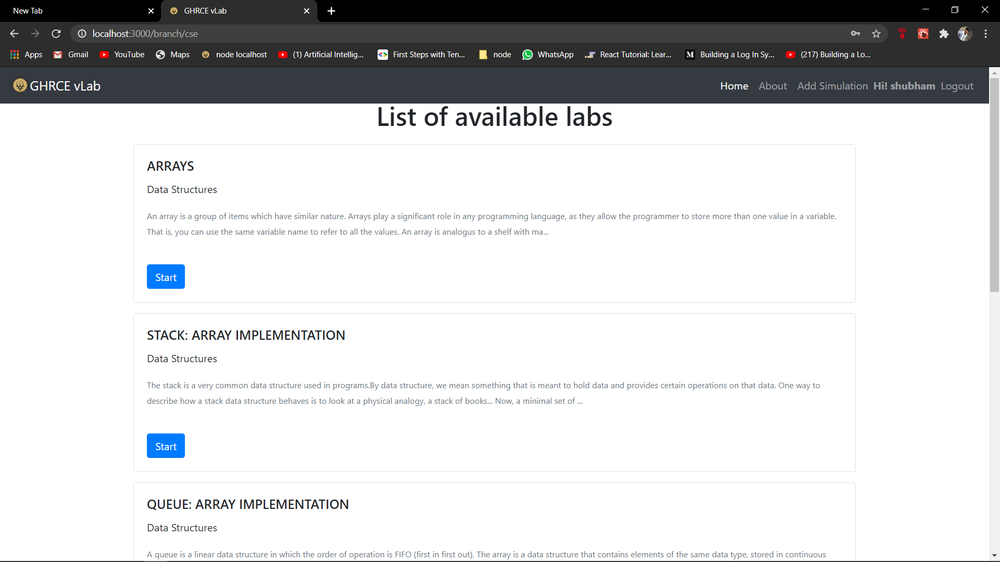 New Tab
GHRCE vLab
localhost:3000/branch/cse
Apps
Gmail
YouTube
Maps
node localhost
(1) Artificial Intellig...
First Steps with Ten...
node
WhatsApp
React Tutorial: Lear...
M
Building a Log In Sy...
(217) Building a Lo...
GHRCE vLab
Home
About
Add Simulation
Hi! shubham
Logout
List of available labs
ARRAYS
Data Structures
An array is a group of items which have similar nature. Arrays play a significant role in any programming language, as they allow the programmer to store more than one value in a variable.
That is, you can use the same variable name to refer to all the values. An array is analogus to a shelf with ma...
Start
STACK: ARRAY IMPLEMENTATION
Data Structures
The stack is a very common data structure used in programs.By data structure, we mean something that is meant to hold data and provides certain operations on that data. One way to
describe how a stack data structure behaves is to look at a physical analogy, a stack of books... Now, a minimal set of ...
Start
QUEUE: ARRAY IMPLEMENTATION
Data Structures
A queue is a linear data structure in which the order of operation is FIFO (first in first out). The array is a data structure that contains elements of the same data type, stored in continuous